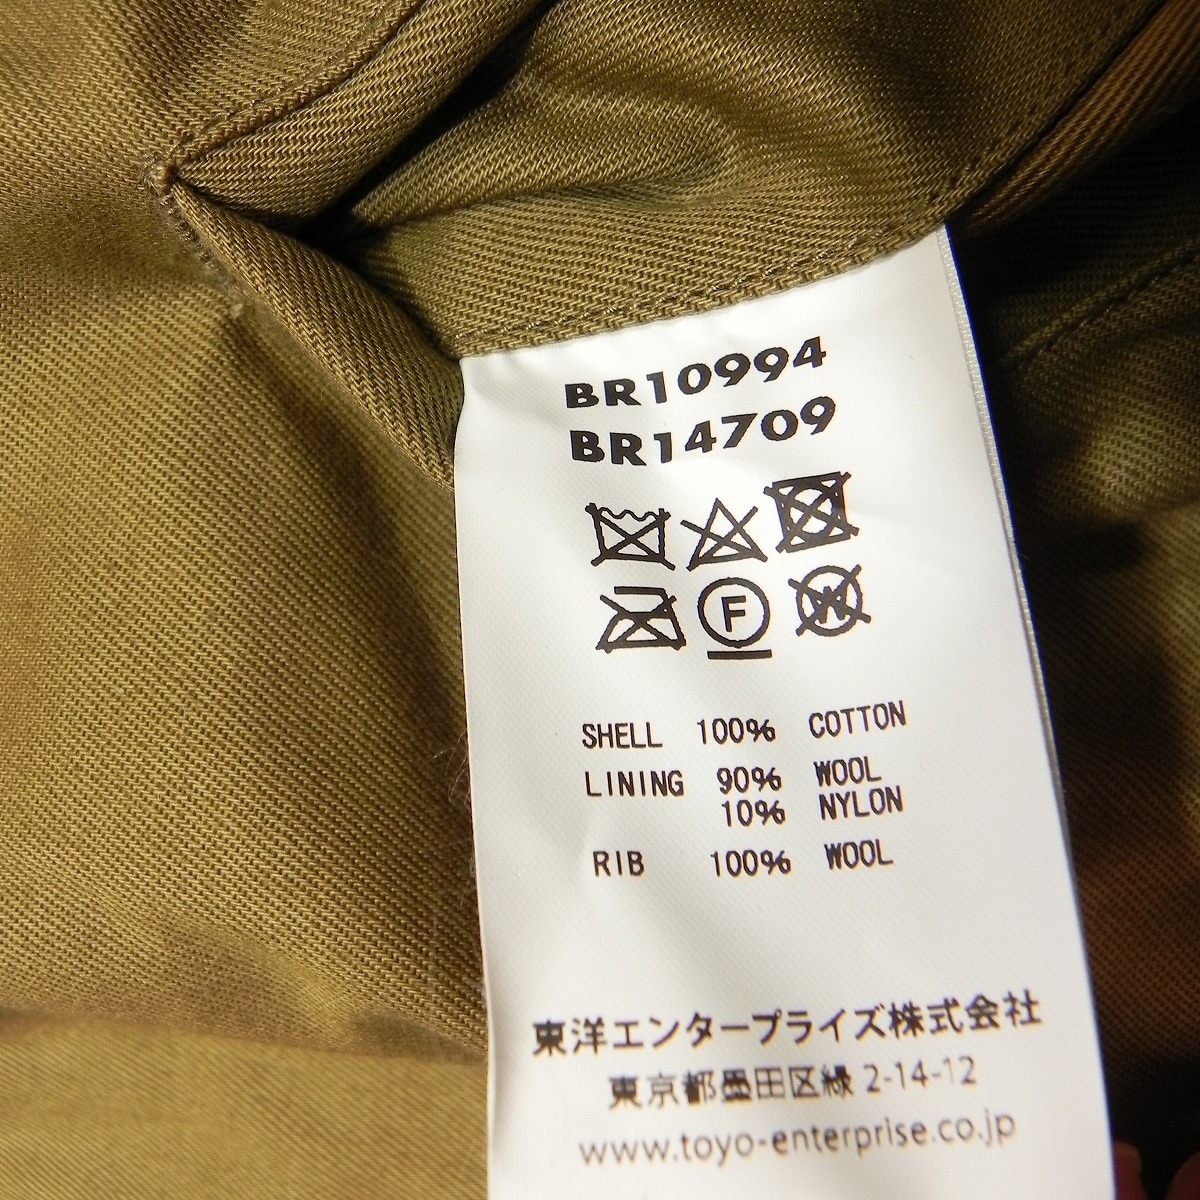 BR10994
BR14709
F
W
SHELL 100% COTTON
LINING 90% WOOL
10% NYLON
RIB 100% WOOL
東洋エンタープライズ株式会社
東京都墨田区緑 2-14-12
www.toyo-enterprise.co.jp